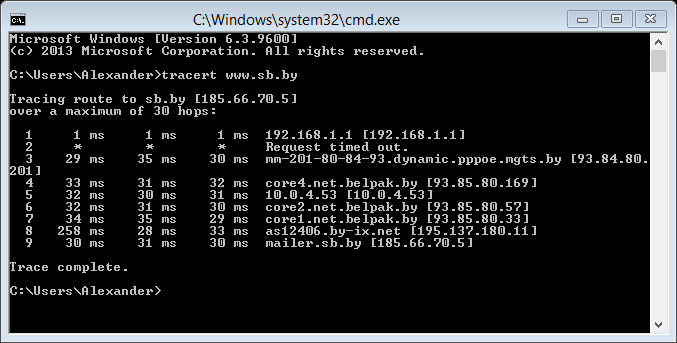 C:\Windows\system32\cmd.exe
Microsoft Windows [Version 6.3.9600]
(c) 2013 Microsoft Corporation. All rights reserved.
C:\Users\Alexander>tracert www.sb.by
Tracing route to sb.by [185.66.70.5]
over a maximum of 30 hops:
1 1 ms 1 ms 1 ms 192.168.1.1 [192.168.1.1]
2 * * * Request timed out.
3 29 ms 35 ms 30 ms mm-201-80-84-93.dynamic.pppoe.mgts.by [93.84.80.
201]
4 33 ms 31 ms 32 ms core4.net.belpak.by [93.85.80.169]
5 32 ms 30 ms 31 ms 10.0.4.53 [10.0.4.53]
6 32 ms 31 ms 30 ms core2.net.belpak.by [93.85.80.57]
7 34 ms 35 ms 29 ms core1.net.belpak.by [93.85.80.33]
8 258 ms 28 ms 33 ms as12406.by-ix.net [195.137.180.11]
9 30 ms 31 ms 30 ms mailer.sb.by [185.66.70.5]
Trace complete.
C:\Users\Alexander>